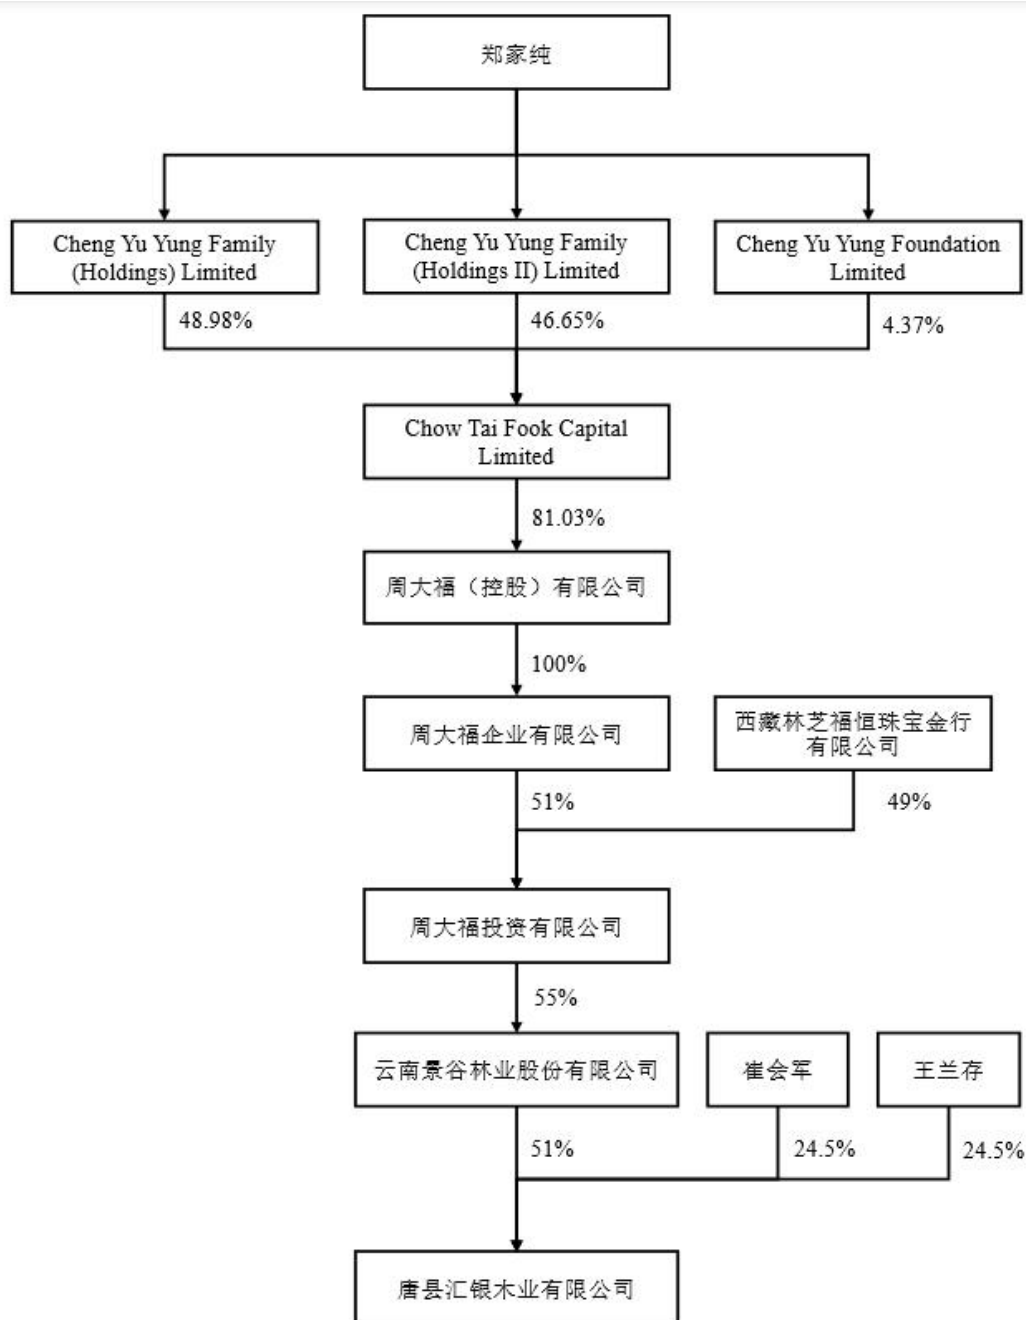 郑家纯
Cheng Yu Yung Family
(Holdings) Limited
Cheng Yu Yung Family
(Holdings II) Limited
Cheng Yu Yung Foundation
Limited
48.98%
46.65%
4.37%
Chow Tai Fook Capital
Limited
81.03%
周大福（控股）有限公司
100%
周大福企业有限公司
西藏林芝福恒珠宝金行
有限公司
51%
49%
周大福投资有限公司
55%
云南景谷林业股份有限公司
崔会军
王兰存
51%
24.5%
24.5%
唐县汇银木业有限公司